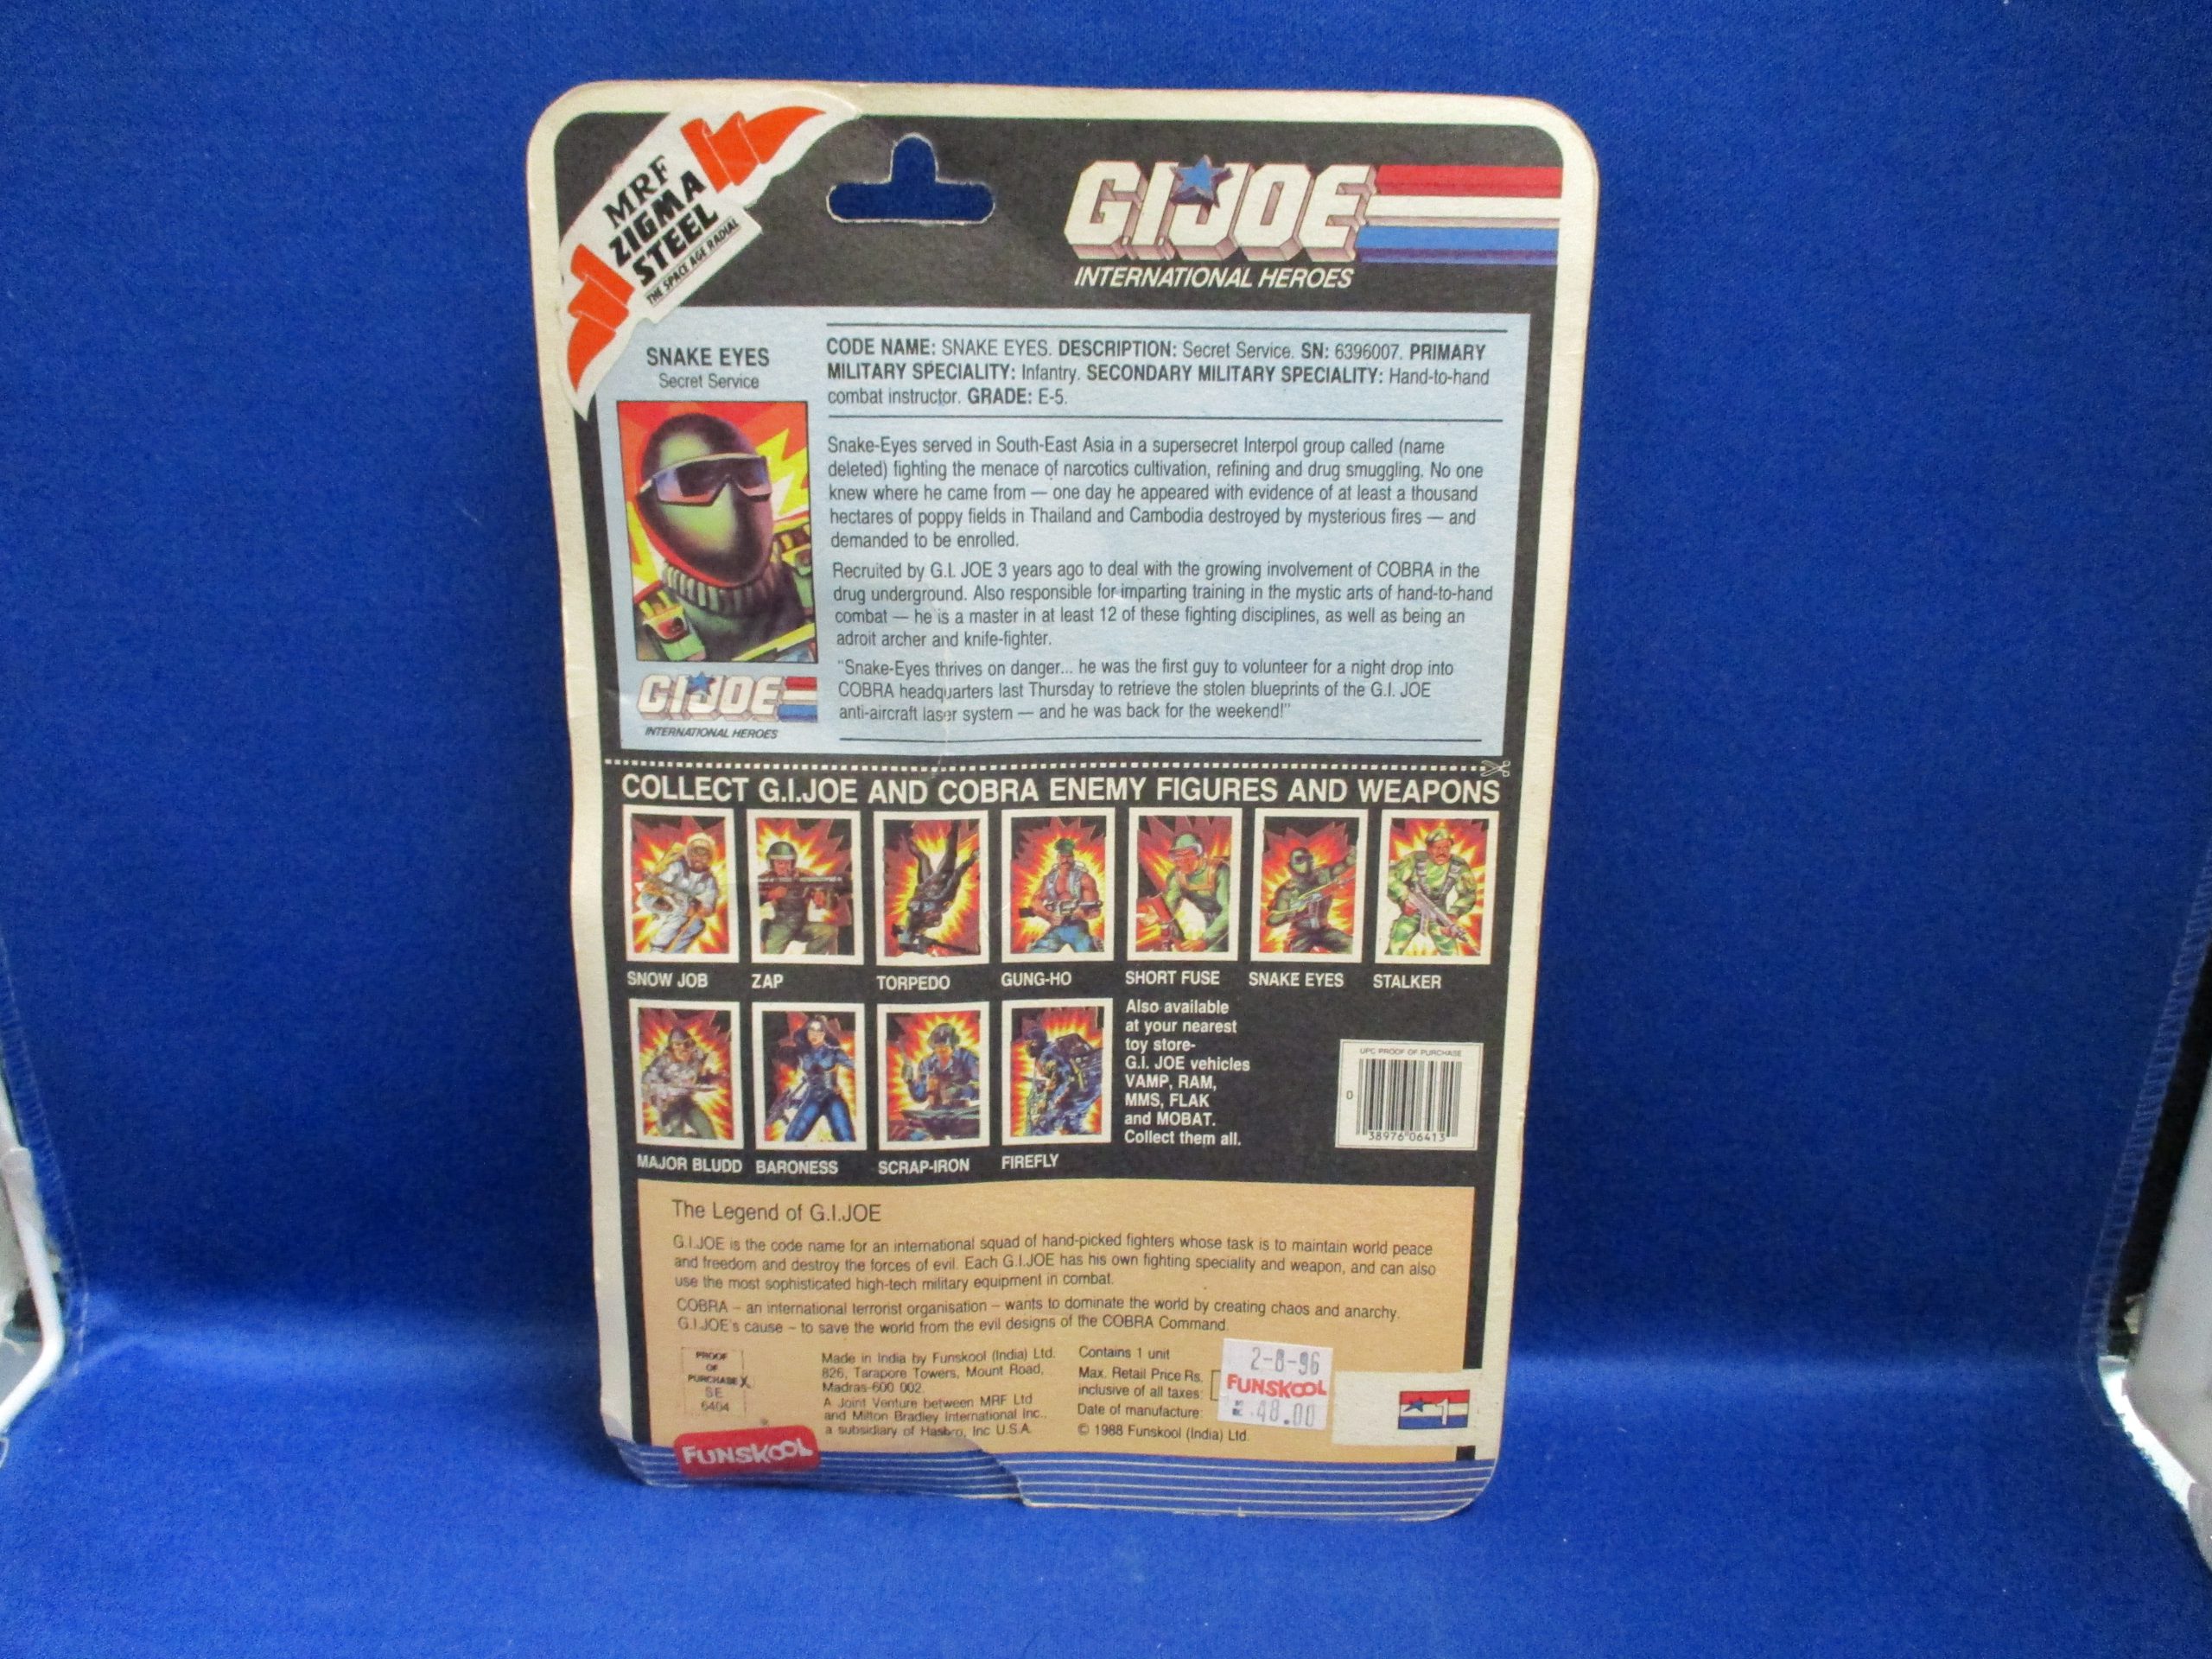 MRF
ZIGMA
STEEL
THE SPACE AGE RADIAL
G.I.JOE
INTERNATIONAL HEROES
SNAKE EYES
Secret Service
CODE NAME: SNAKE EYES. DESCRIPTION: Secret Service. SN: 6396007. PRIMARY
MILITARY SPECIALITY: Infantry. SECONDARY MILITARY SPECIALITY: Hand-to-hand
combat instructor. GRADE: E-5.
Snake-Eyes served in South-East Asia in a supersecret Interpol group called (name
deleted) fighting the menace of narcotics cultivation, refining and drug smuggling. No one
knew where he came from — one day he appeared with evidence of at least a thousand
hectares of poppy fields in Thailand and Cambodia destroyed by mysterious fires — and
demanded to be enrolled.
Recruited by G.I. JOE 3 years ago to deal with the growing involvement of COBRA in the
drug underground. Also responsible for imparting training in the mystic arts of hand-to-hand
combat — he is a master in at least 12 of these fighting disciplines, as well as being an
adroit archer and knife-fighter.
"Snake-Eyes thrives on danger... he was the first guy to volunteer for a night drop into
COBRA headquarters last Thursday to retrieve the stolen blueprints of the G.I. JOE
anti-aircraft laser system — and he was back for the weekend!"
G.I.JOE
INTERNATIONAL HEROES
COLLECT G.I.JOE AND COBRA ENEMY FIGURES AND WEAPONS
SNOW JOB
ZAP
TORPEDO
GUNG-HO
SHORT FUSE
SNAKE EYES
STALKER
MAJOR BLUDD
BARONESS
SCRAP-IRON
FIREFLY
Also available
at your nearest
toy store-
G.I. JOE vehicles
VAMP, RAM,
MMS, FLAK
and MOBAT.
Collect them all.
UPC PROOF OF PURCHASE
0 38976 06413
The Legend of G.I.JOE
G.I.JOE is the code name for an international squad of hand-picked fighters whose task is to maintain world peace
and freedom and destroy the forces of evil. Each G.I.JOE has his own fighting speciality and weapon, and can also
use the most sophisticated high-tech military equipment in combat.
COBRA – an international terrorist organisation – wants to dominate the world by creating chaos and anarchy.
G.I.JOE's cause – to save the world from the evil designs of the COBRA Command.
PROOF
OF
PURCHASE
SE
6404
Made in India by Funskool (India) Ltd.
826, Tarapore Towers, Mount Road,
Madras-600 002.
A Joint Venture between MRF Ltd
and Milton Bradley International Inc.,
a subsidiary of Hasbro, Inc U.S.A.
Contains 1 unit
Max. Retail Price Rs.
inclusive of all taxes:
Date of manufacture:
© 1988 Funskool (India) Ltd.
2-8-96
FUNSKOOL
48.00
1
FUNSKOOL